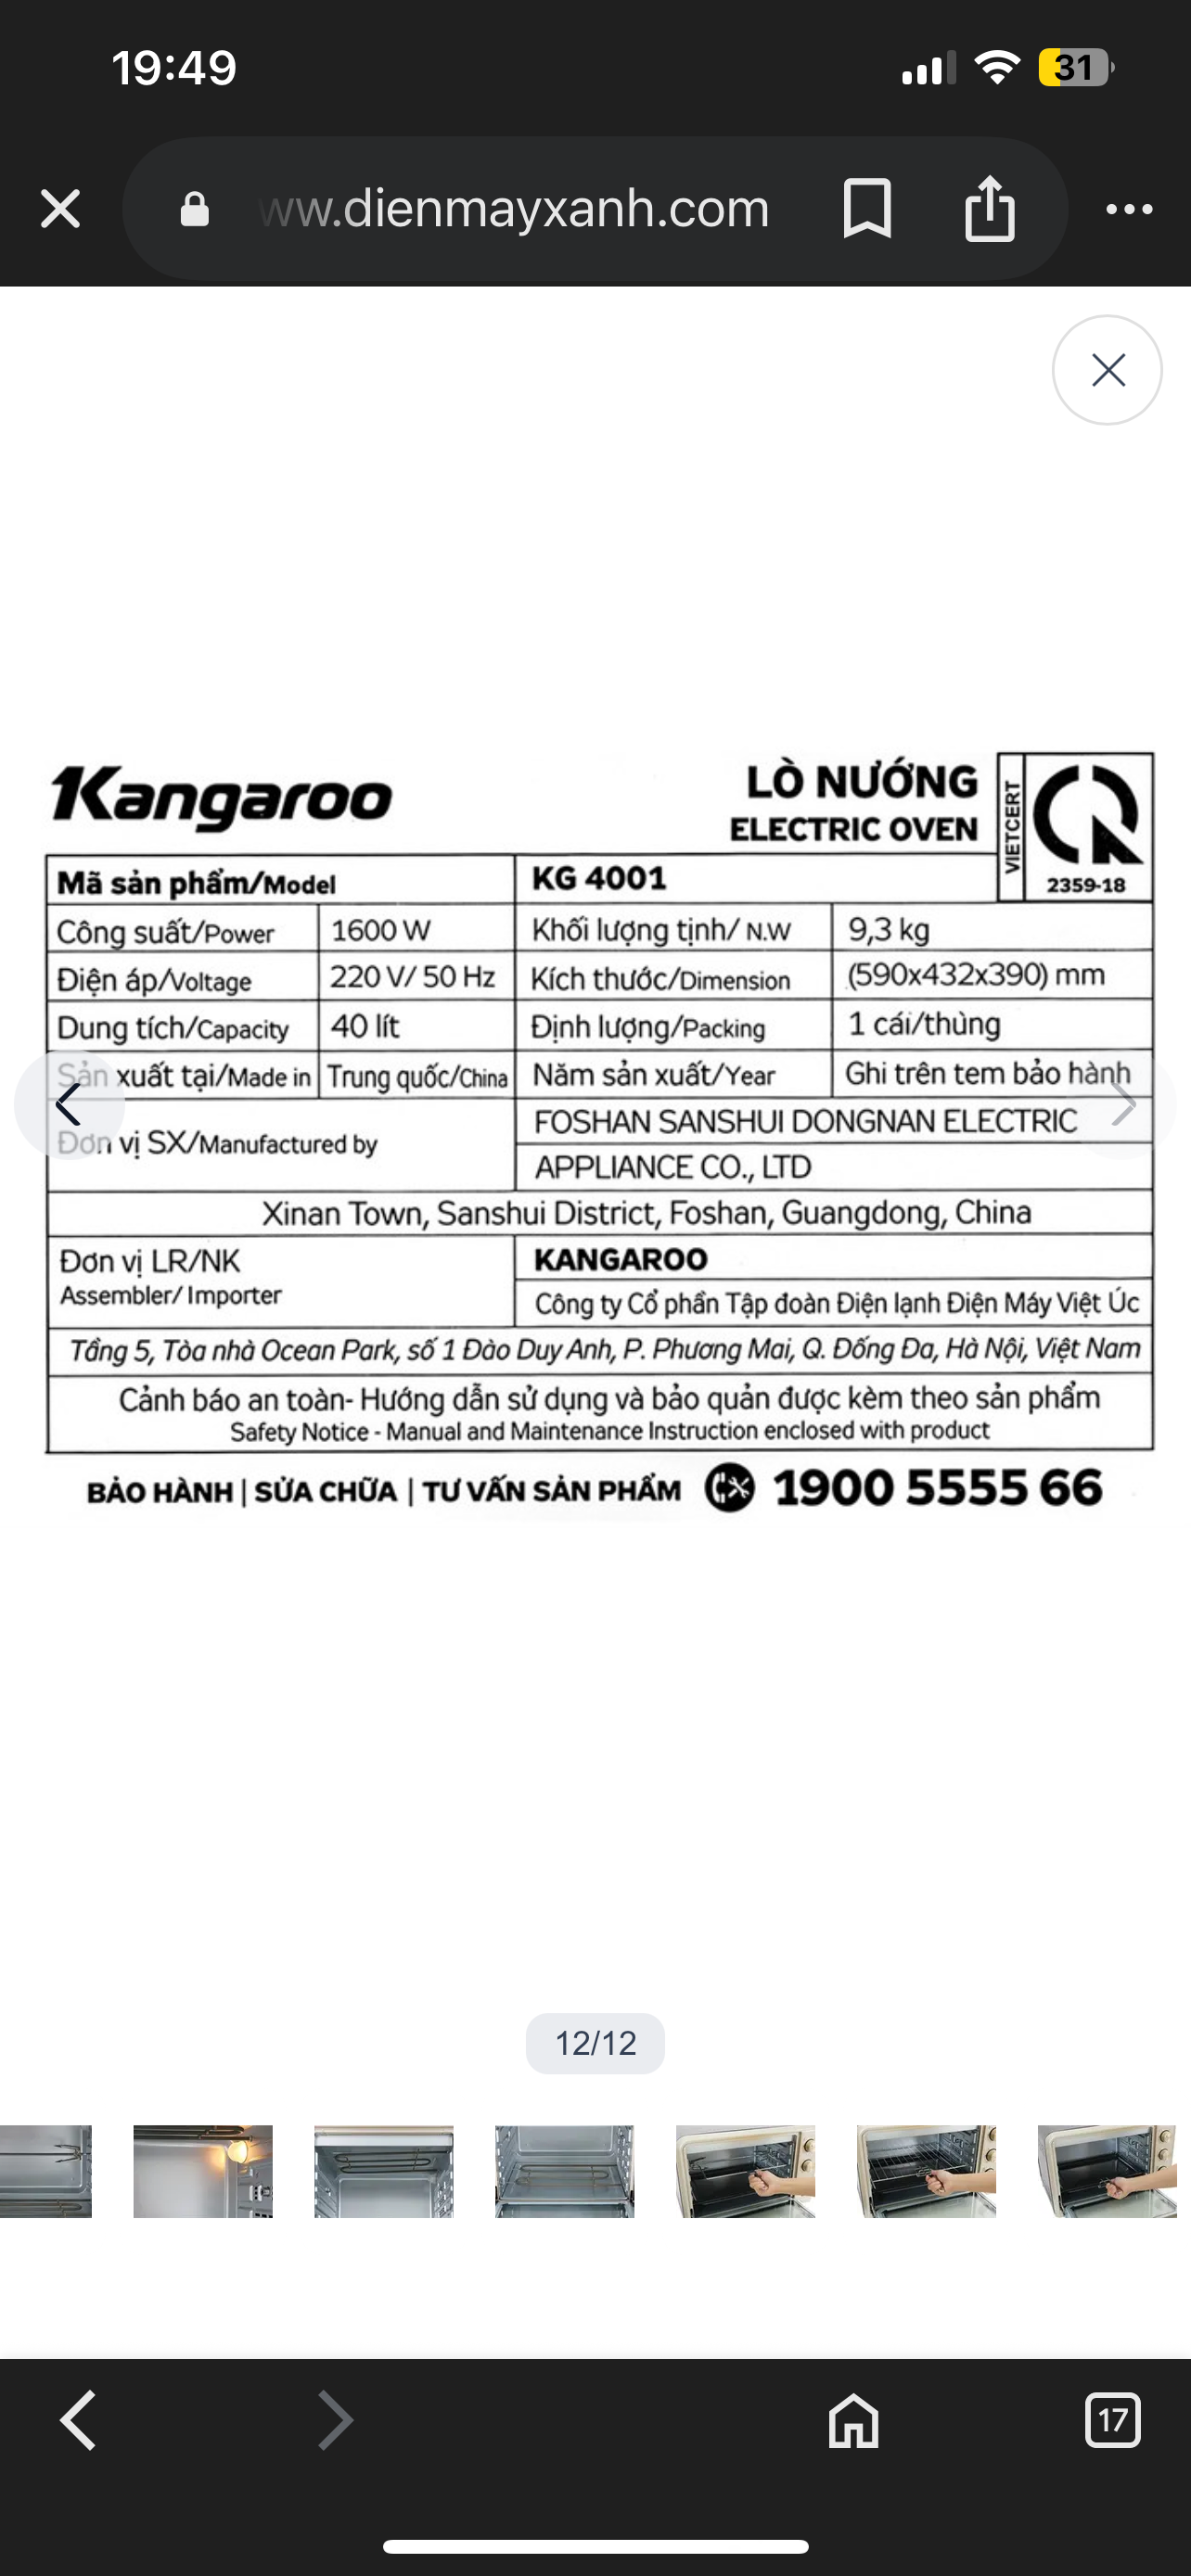 19:49
31
ww.dienmayxanh.com
Kangaroo
LÒ NƯỚNG
ELECTRIC OVEN
VIETCERT
2359-18
Mã sản phẩm/Model KG 4001
Công suất/Power 1600 W Khối lượng tịnh/ N.W 9,3 kg
Điện áp/Voltage 220 V/ 50 Hz Kích thước/Dimension (590x432x390) mm
Dung tích/Capacity 40 lít Định lượng/Packing 1 cái/thùng
Sản xuất tại/Made in Trung quốc/China Năm sản xuất/Year Ghi trên tem bảo hành
Đơn vị SX/Manufactured by FOSHAN SANSHUI DONGNAN ELECTRIC
APPLIANCE CO., LTD
Xinan Town, Sanshui District, Foshan, Guangdong, China
Đơn vị LR/NK KANGAROO
Assembler/ Importer Công ty Cổ phần Tập đoàn Điện lạnh Điện Máy Việt Úc
Tầng 5, Tòa nhà Ocean Park, số 1 Đào Duy Anh, P. Phương Mai, Q. Đống Đa, Hà Nội, Việt Nam
Cảnh báo an toàn- Hướng dẫn sử dụng và bảo quản được kèm theo sản phẩm
Safety Notice - Manual and Maintenance Instruction enclosed with product
BẢO HÀNH | SỬA CHỮA | TƯ VẤN SẢN PHẨM 1900 5555 66
12/12
17